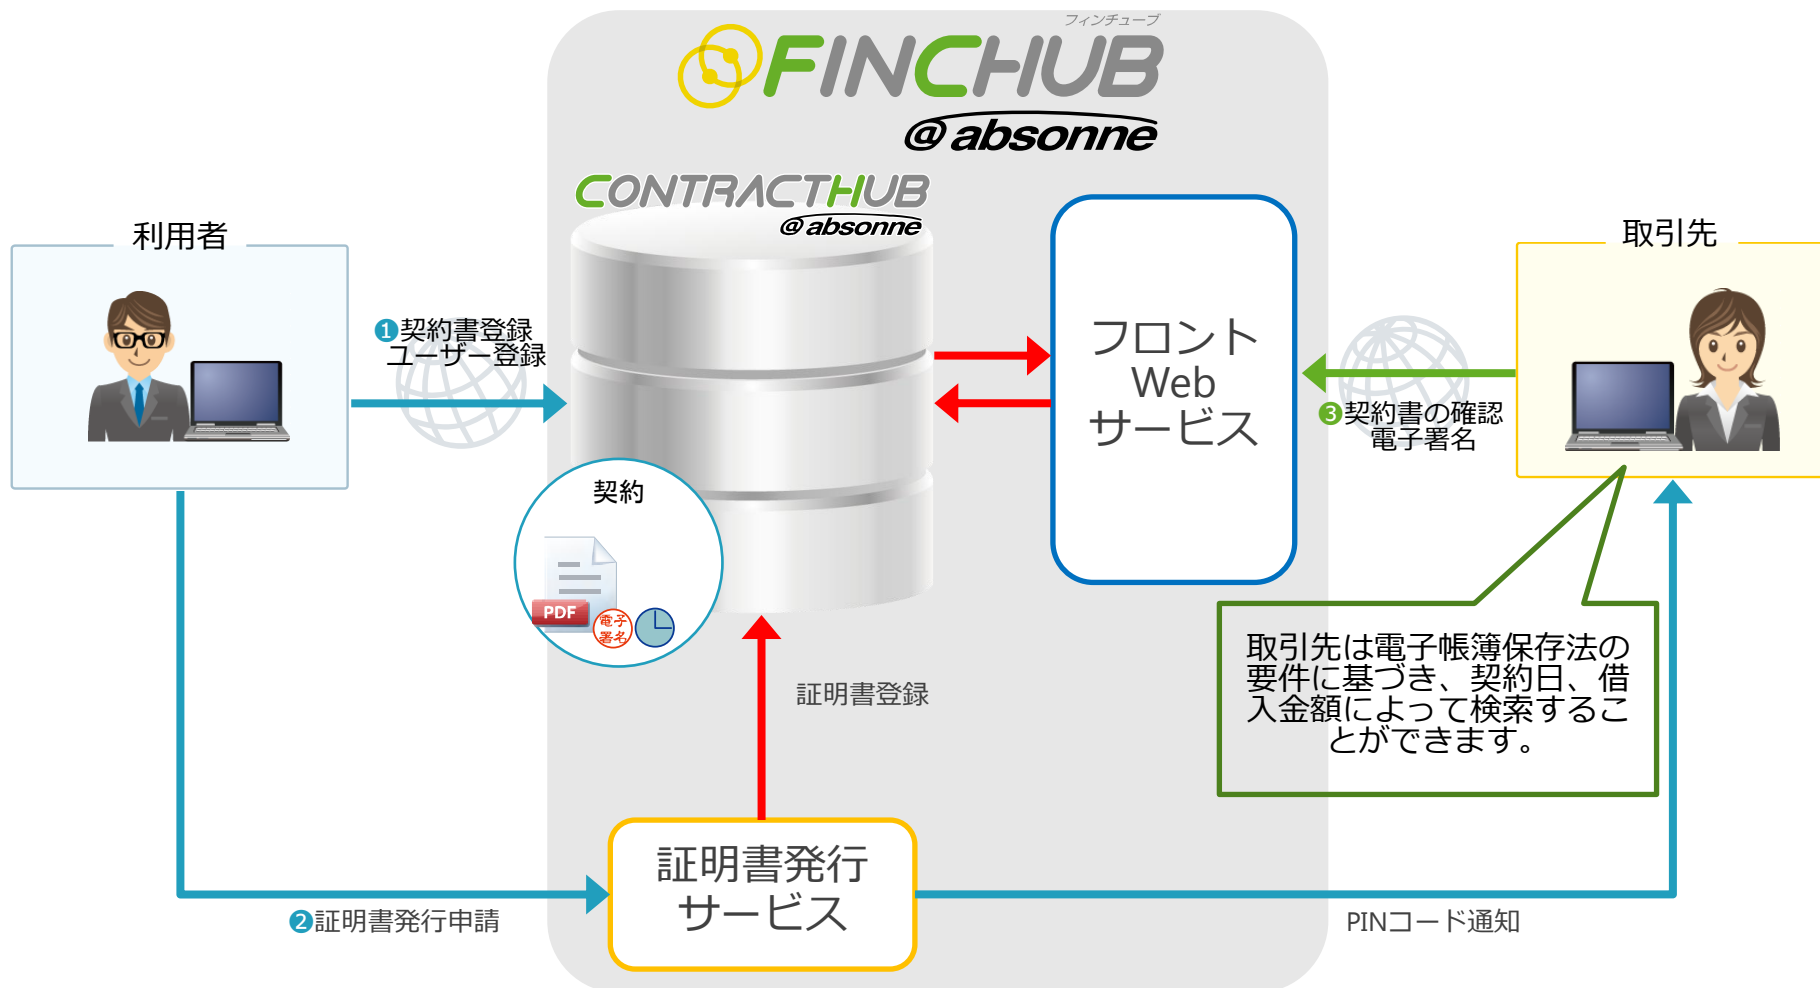 フィンチューブ
FINCHUB
@absonne
CONTRACTHUB
@absonne
利用者
❶契約書登録
ユーザー登録
契約
PDF
電子
署名
フロント
Web
サービス
取引先
❸契約書の確認
電子署名
取引先は電子帳簿保存法の
要件に基づき、契約日、借
入金額によって検索するこ
とができます。
証明書登録
証明書発行
サービス
❷証明書発行申請
PINコード通知